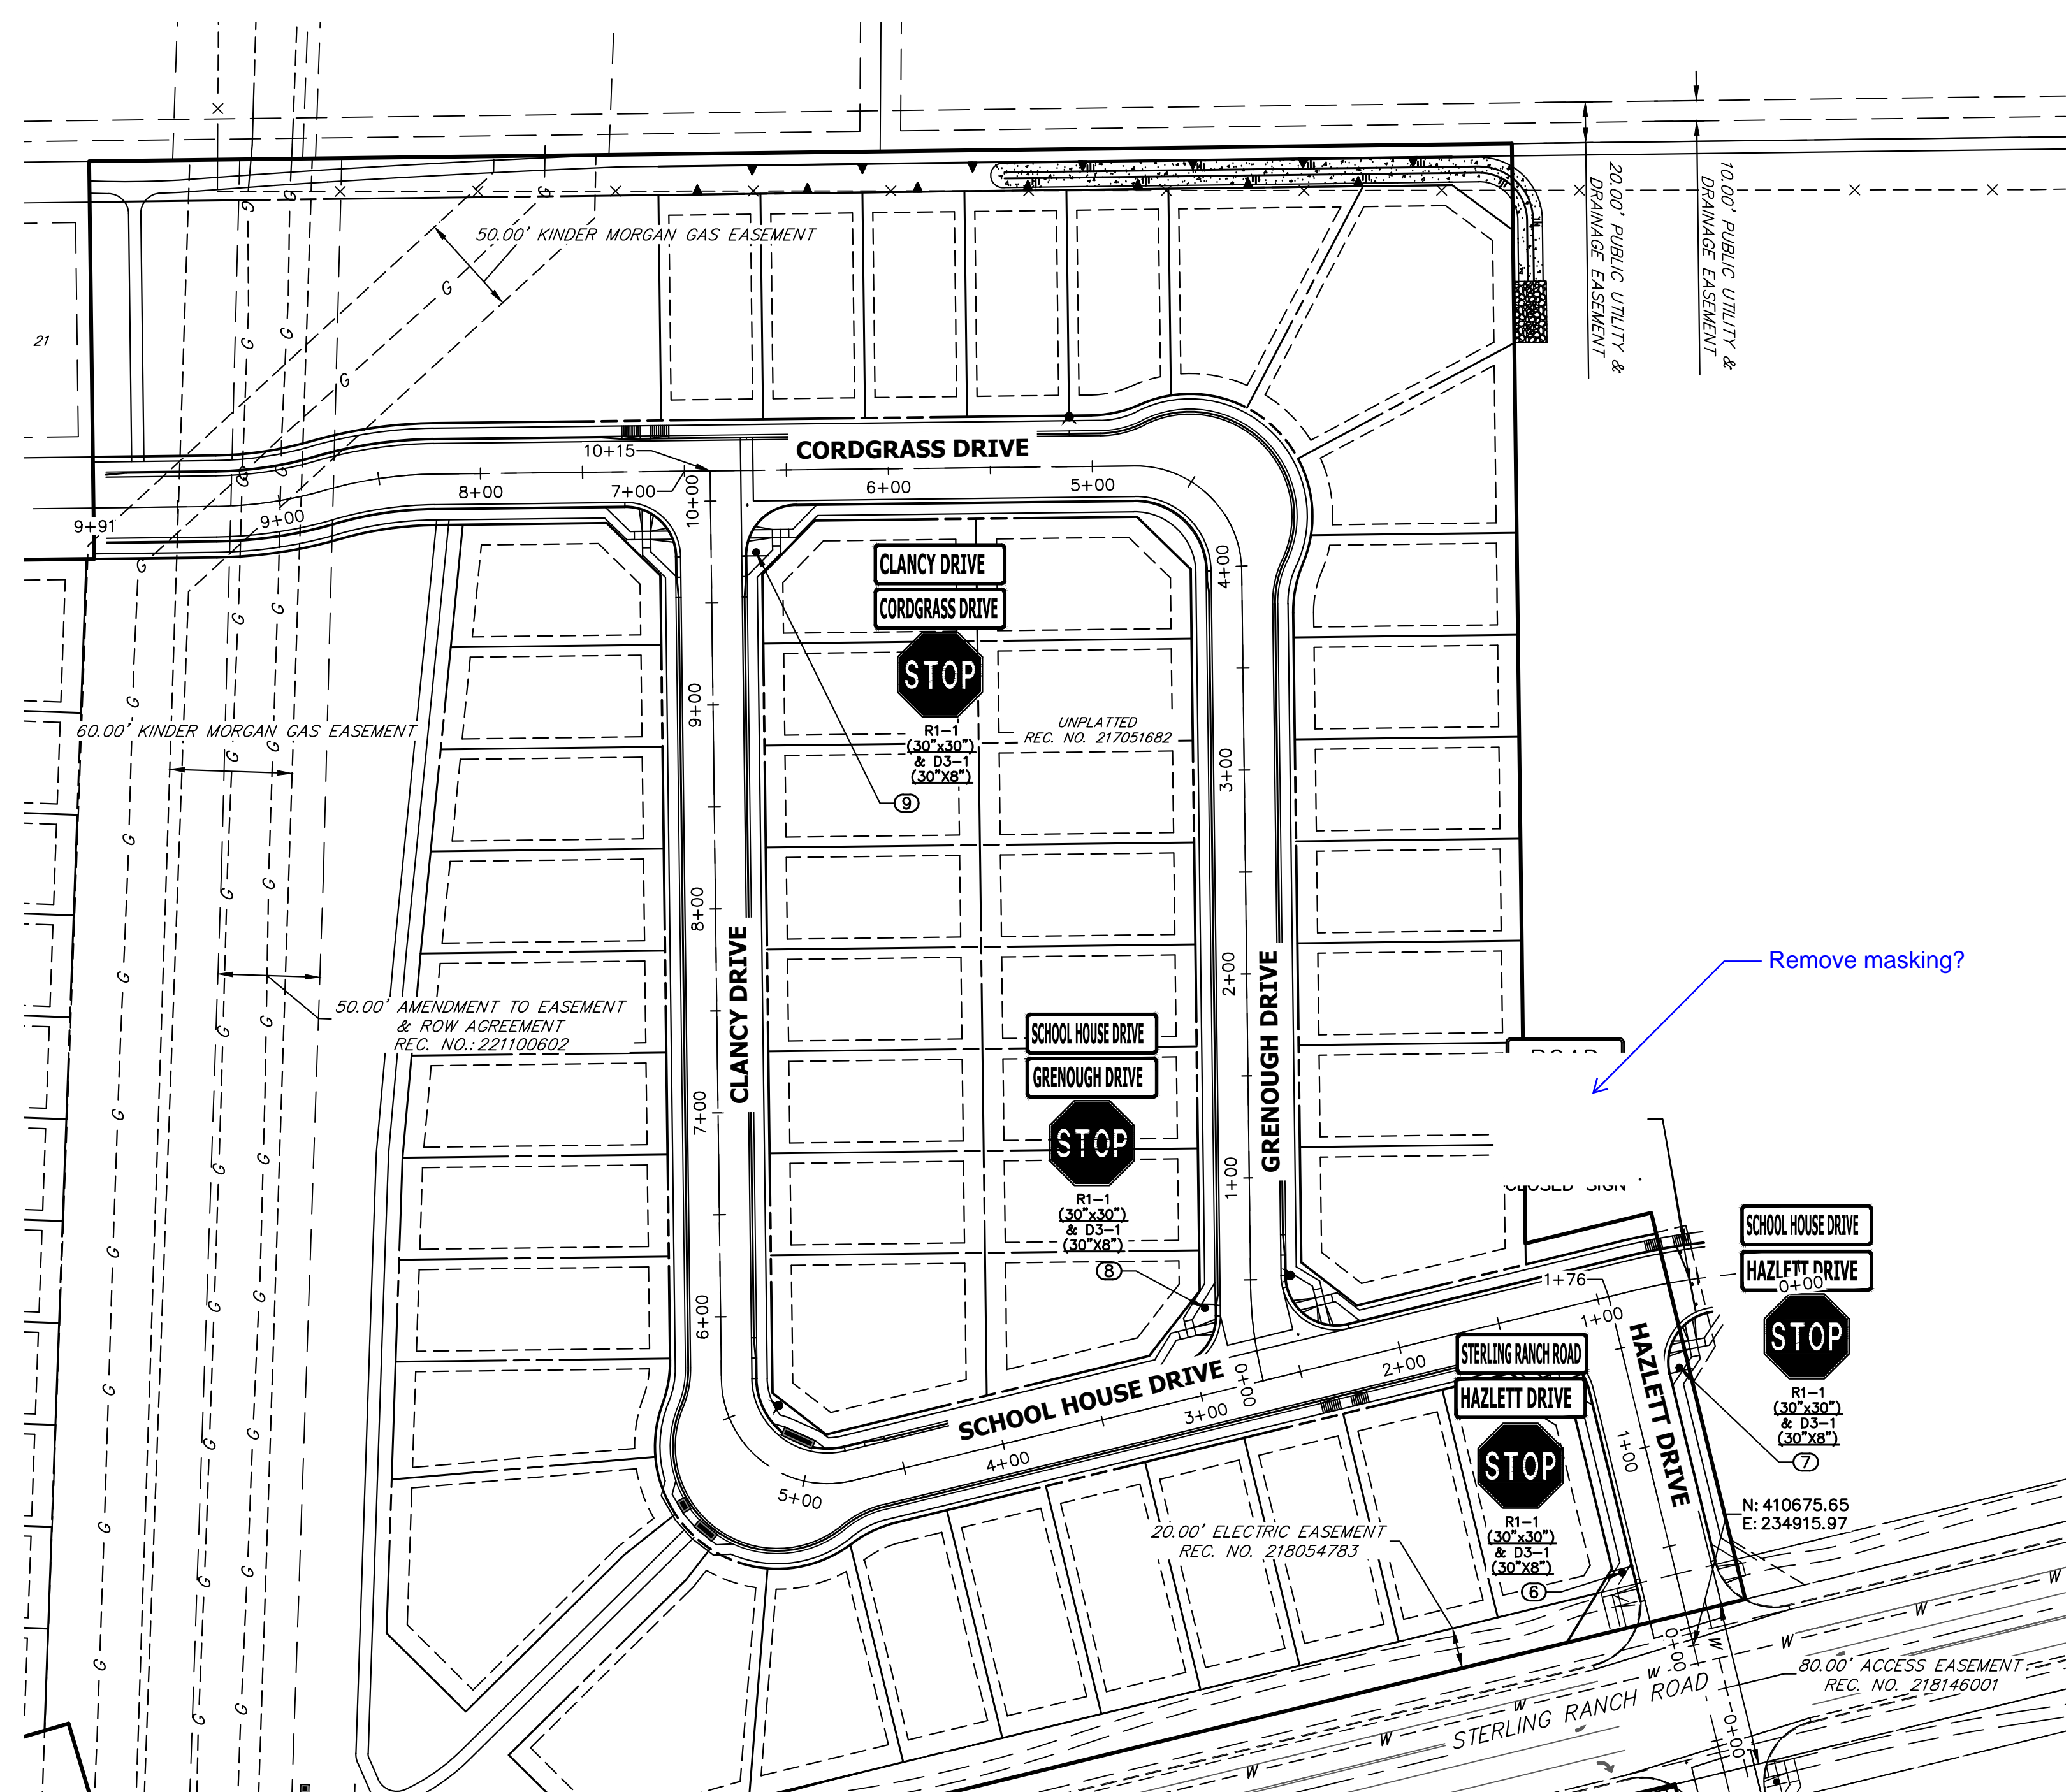 20.00' PUBLIC UTILITY &
DRAINAGE EASEMENT
10.00' PUBLIC UTILITY &
DRAINAGE EASEMENT
50.00' KINDER MORGAN GAS EASEMENT
21
CORDGRASS DRIVE
10+15
8+00
7+00
10+00
6+00
5+00
9+91
9+00
4+00
CLANCY DRIVE
CORDGRASS DRIVE
STOP
R1-1
(30"x30")
& D3-1
(30"X8")
9
UNPLATTED
REC. NO. 217051682
60.00' KINDER MORGAN GAS EASEMENT
9+00
3+00
8+00
2+00
CLANCY DRIVE
GRENOUGH DRIVE
Remove masking?
50.00' AMENDMENT TO EASEMENT
& ROW AGREEMENT
REC. NO.: 221100602
SCHOOL HOUSE DRIVE
GRENOUGH DRIVE
STOP
R1-1
(30"x30")
& D3-1
(30"X8")
8
ROAD
CLOSED SIGN
7+00
1+00
6+00
SCHOOL HOUSE DRIVE
HAZLETT DRIVE
0+00
STOP
R1-1
(30"x30")
& D3-1
(30"X8")
7
1+76
1+00
HAZLETT DRIVE
STERLING RANCH ROAD
HAZLETT DRIVE
STOP
R1-1
(30"x30")
& D3-1
(30"X8")
6
2+00
0+00
3+00
SCHOOL HOUSE DRIVE
4+00
5+00
1+00
N: 410675.65
E: 234915.97
20.00' ELECTRIC EASEMENT
REC. NO. 218054783
0+00
80.00' ACCESS EASEMENT
REC. NO. 218146001
STERLING RANCH ROAD
0+00
G
G
G
W
W
W